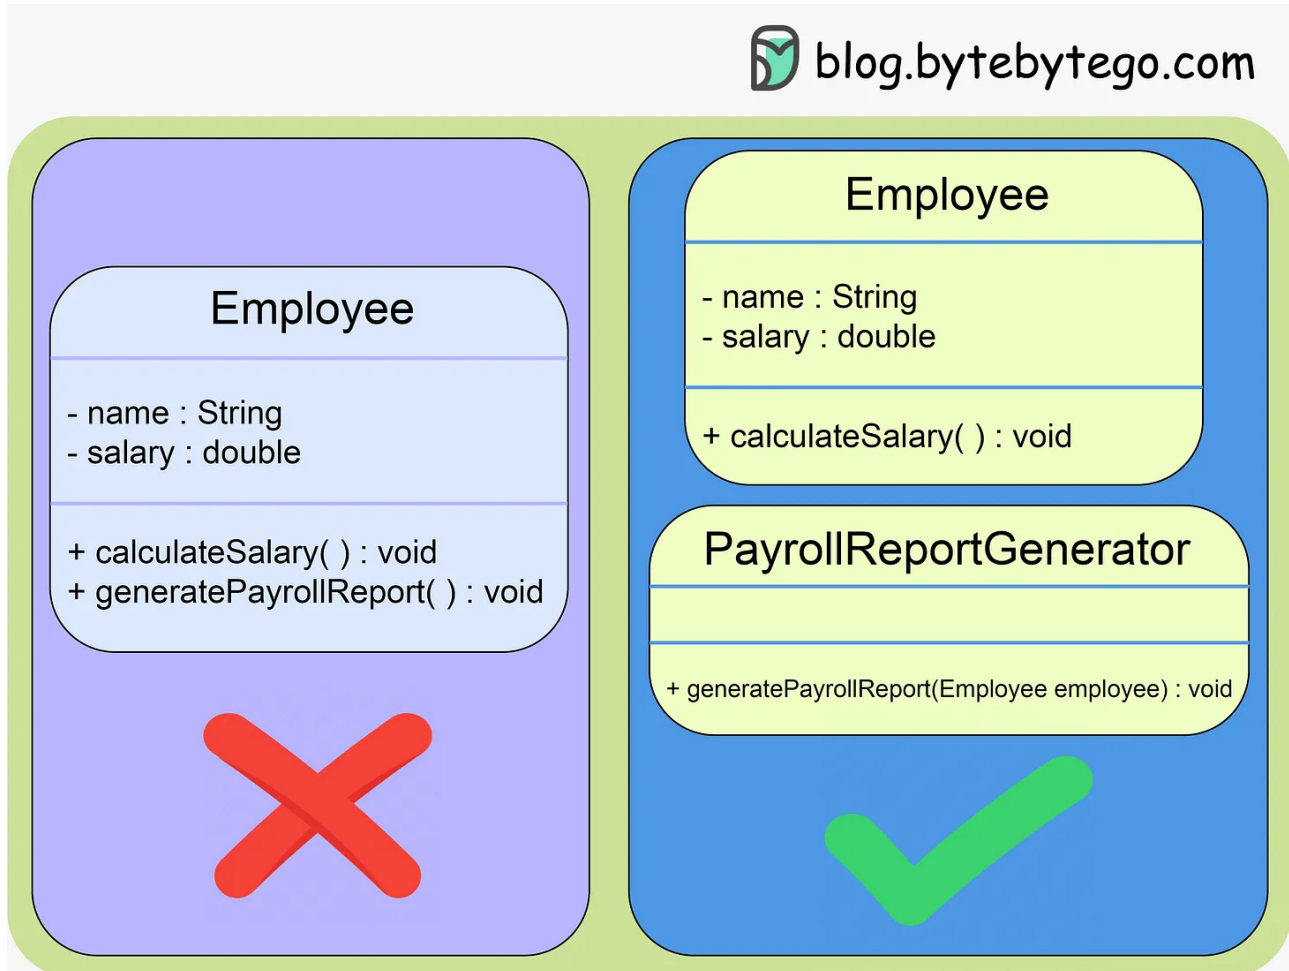 blog.bytebytego.com
Employee
- name : String
- salary : double
+ calculateSalary( ) : void
+ generatePayrollReport( ) : void
Employee
- name : String
- salary : double
+ calculateSalary( ) : void
PayrollReportGenerator
+ generatePayrollReport(Employee employee) : void